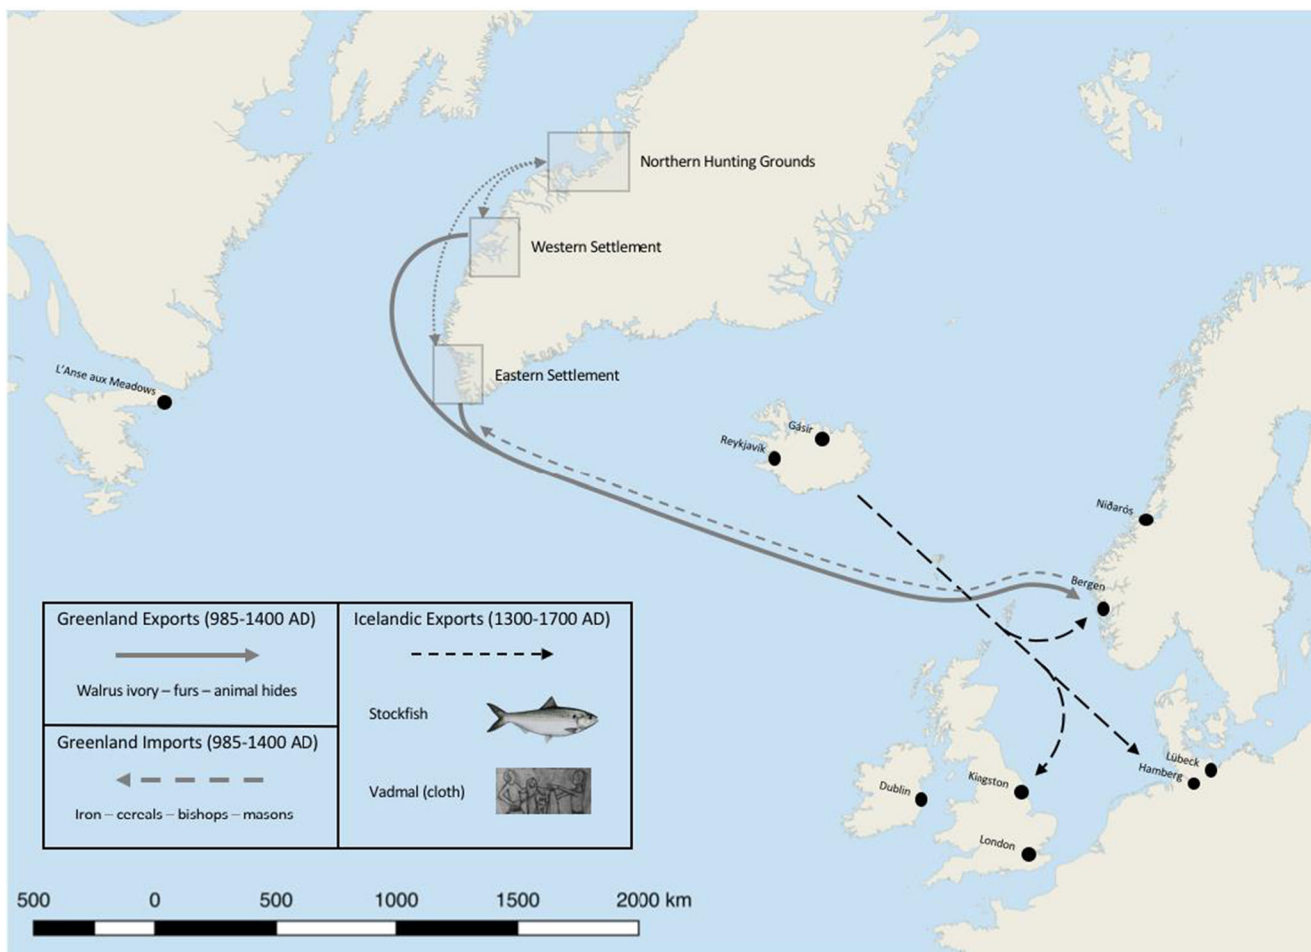 Northern Hunting Grounds
Western Settlement
Eastern Settlement
L'Anse aux Meadows
Gásir
Reykjavík
Niðarós
Bergen
Lübeck
Hamberg
Kingston
Dublin
London
Greenland Exports (985-1400 AD)
Walrus ivory – furs – animal hides
Greenland Imports (985-1400 AD)
Iron – cereals – bishops – masons
Icelandic Exports (1300-1700 AD)
Stockfish
Vadmal (cloth)
500 0 500 1000 1500 2000 km